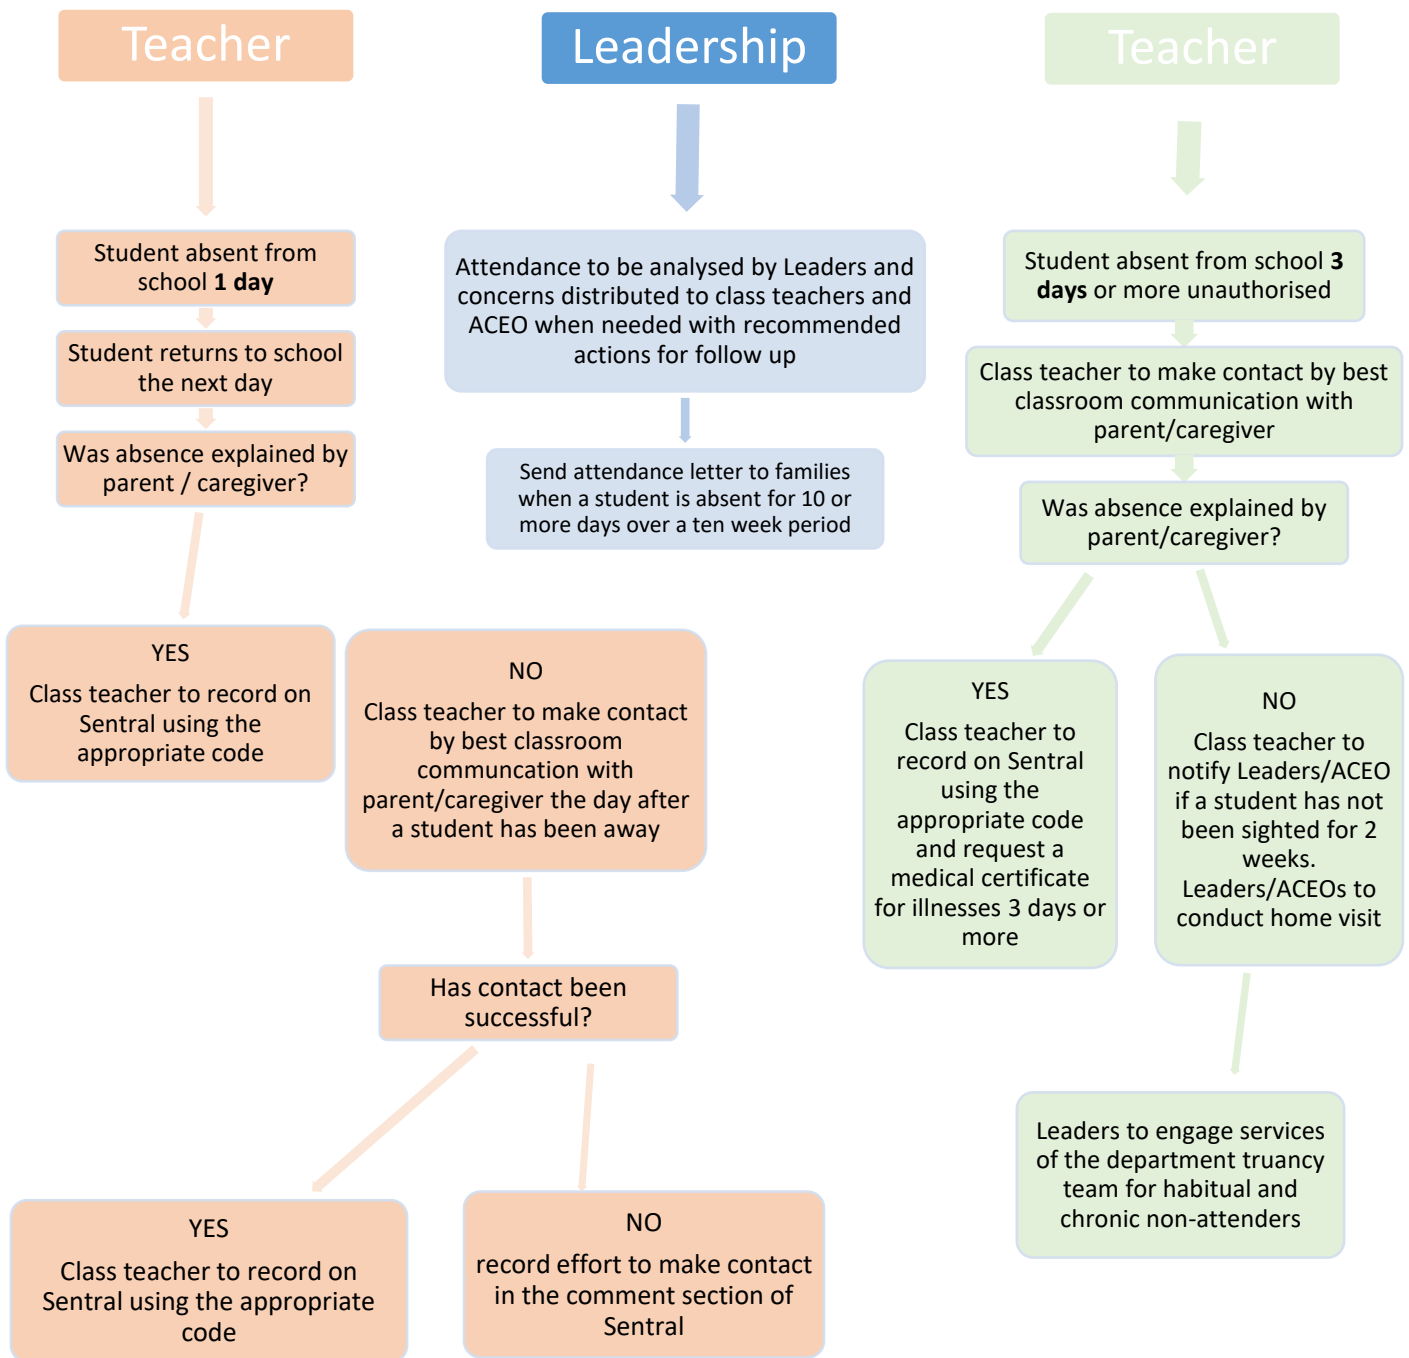 Teacher
Student absent from
school 1 day
Student returns to school
the next day
Was absence explained by
parent / caregiver?
YES
Class teacher to record on
Sentral using the
appropriate code
NO
Class teacher to make contact
by best classroom
communcation with
parent/caregiver the day after
a student has been away
Has contact been
successful?
YES
Class teacher to record on
Sentral using the appropriate
code
NO
record effort to make contact
in the comment section of
Sentral
Leadership
Attendance to be analysed by Leaders and
concerns distributed to class teachers and
ACEO when needed with recommended
actions for follow up
Send attendance letter to families
when a student is absent for 10 or
more days over a ten week period
Teacher
Student absent from school 3
days or more unauthorised
Class teacher to make contact by best
classroom communication with
parent/caregiver
Was absence explained by
parent/caregiver?
YES
Class teacher to
record on Sentral
using the
appropriate code
and request a
medical certificate
for illnesses 3 days or
more
NO
Class teacher to
notify Leaders/ACEO
if a student has not
been sighted for 2
weeks.
Leaders/ACEOs to
conduct home visit
Leaders to engage services
of the department truancy
team for habitual and
chronic non-attenders